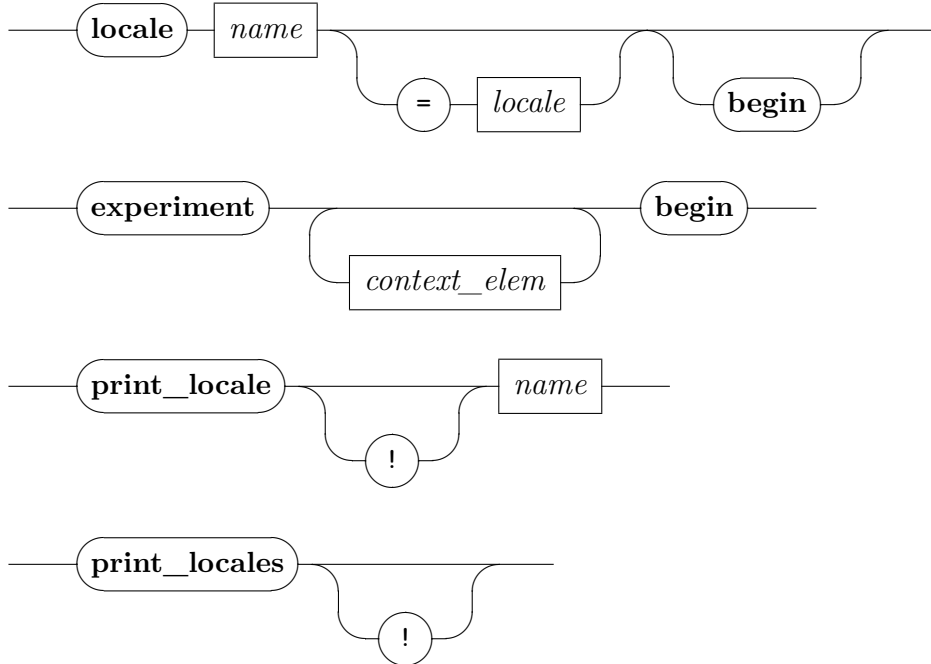 locale name
= locale begin
experiment begin
context_elem
print_locale name
!
print_locales
!